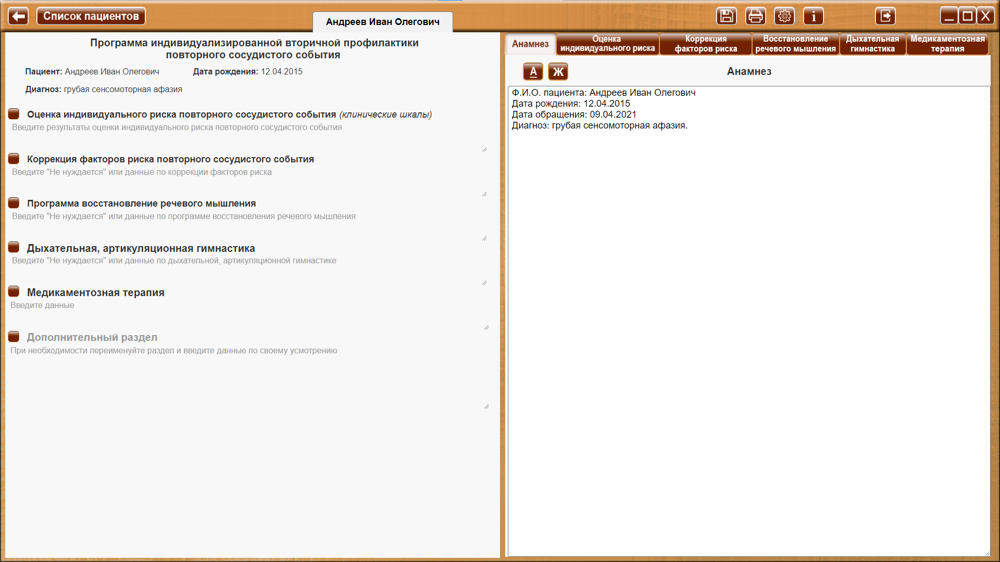 Список пациентов
Андреев Иван Олегович
Программа индивидуализированной вторичной профилактики
повторного сосудистого события
Пациент: Андреев Иван Олегович Дата рождения: 12.04.2015
Диагноз: грубая сенсомоторная афазия
Оценка индивидуального риска повторного сосудистого события (клинические шкалы)
Введите результаты оценки индивидуального риска повторного сосудистого события
Коррекция факторов риска повторного сосудистого события
Введите "Не нуждается" или данные по коррекции факторов риска
Программа восстановление речевого мышления
Введите "Не нуждается" или данные по программе восстановления речевого мышления
Дыхательная, артикуляционная гимнастика
Введите "Не нуждается" или данные по дыхательной, артикуляционной гимнастике
Медикаментозная терапия
Введите данные
Дополнительный раздел
При необходимости переименуйте раздел и введите данные по своему усмотрению
Анамнез
Оценка
индивидуального риска
Коррекция
факторов риска
Восстановление
речевого мышления
Дыхательная
гимнастика
Медикаментозная
терапия
А Ж
Анамнез
Ф.И.О. пациента: Андреев Иван Олегович
Дата рождения: 12.04.2015
Дата обращения: 09.04.2021
Диагноз: грубая сенсомоторная афазия.